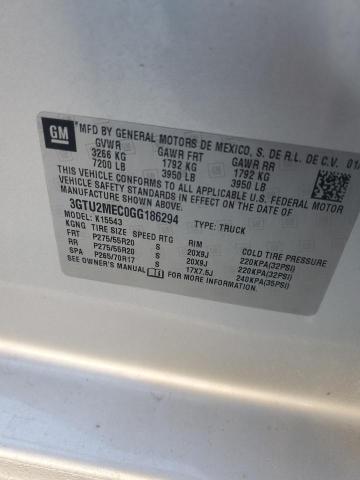 GM
*MFD BY GENERAL MOTORS DE MEXICO, S. DE R.L. DE C.V. 01/
GVWR GAWR FRT GAWR RR
3266 KG 1792 KG 1792 KG
7200 LB 3950 LB 3950 LB
THIS VEHICLE CONFORMS TO ALL APPLICABLE U.S. FEDERAL MOTOR
VEHICLE SAFETY STANDARDS IN EFFECT ON THE DATE OF
MANUFACTURE SHOWN ABOVE.
3GTU2MEC0GG186294 TYPE: TRUCK
MODEL: K15543
KGNG TIRE SIZE SPEED RTG RIM COLD TIRE PRESSURE
FRT P275/55R20 S 20X9J 220KPA(32PSI)
RR P275/55R20 S 20X9J 220KPA(32PSI)
SPA P265/70R17 S 17X7.5J 240KPA(35PSI)
SEE OWNER'S MANUAL FOR MORE INFORMATION.